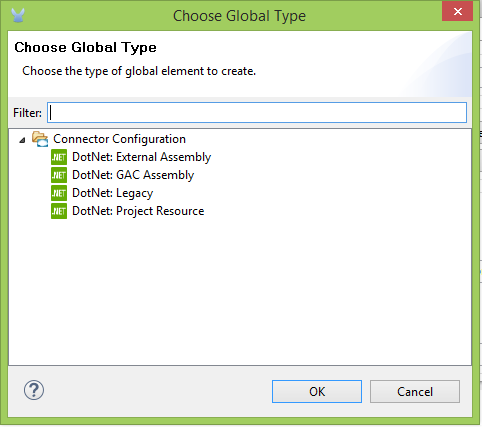 Choose Global Type
Choose Global Type
Choose the type of global element to create.
Filter:
Connector Configuration
.NET DotNet: External Assembly
.NET DotNet: GAC Assembly
.NET DotNet: Legacy
.NET DotNet: Project Resource
OK Cancel